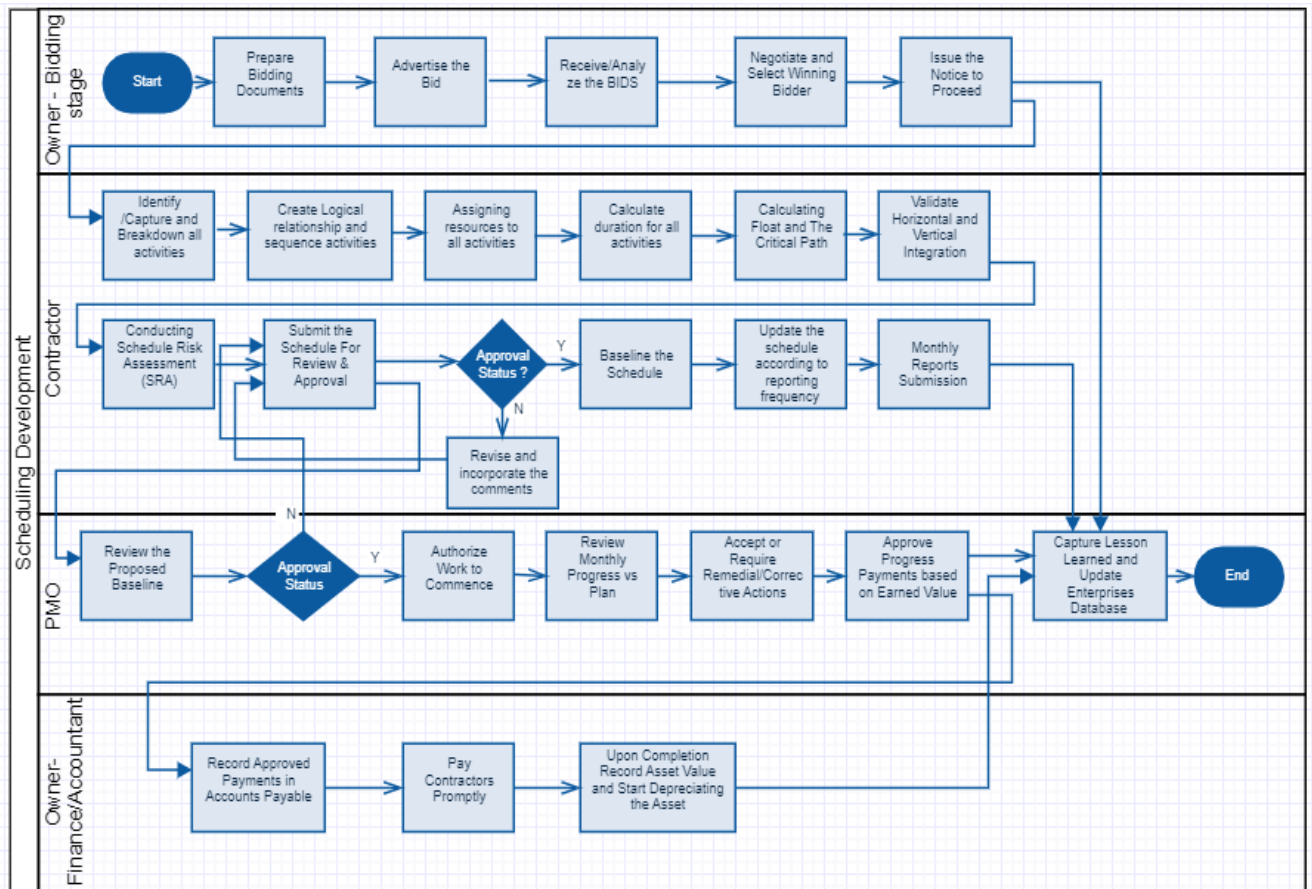 Scheduling Development
Owner - Bidding
stage
Start
Prepare
Bidding
Documents
Advertise the
Bid
Receive/Analy
ze the BIDS
Negotiate and
Select Winning
Bidder
Issue the
Notice to
Proceed
Contractor
Identify
/Capture and
Breakdown all
activities
Create Logical
relationship and
sequence activities
Assigning
resources to
all activities
Calculate
duration for all
activities
Calculating
Float and The
Critical Path
Validate
Horizontal and
Vertical
Integration
Conducting
Schedule Risk
Assessment
(SRA)
Submit the
Schedule For
Review &
Approval
Approval
Status ?
Y
N
Baseline the
Schedule
Update the
schedule
according to
reporting
frequency
Monthly
Reports
Submission
Revise and
incorporate the
comments
PMO
Review the
Proposed
Baseline
N
Approval
Status
Y
Authorize
Work to
Commence
Review
Monthly
Progress vs
Plan
Accept or
Require
Remedial/Correc
tive Actions
Approve
Progress
Payments based
on Earned Value
Capture Lesson
Learned and
Update
Enterprises
Database
End
Owner-
Finance/Accountant
Record Approved
Payments in
Accounts Payable
Pay
Contractors
Promptly
Upon Completion
Record Asset Value
and Start Depreciating
the Asset